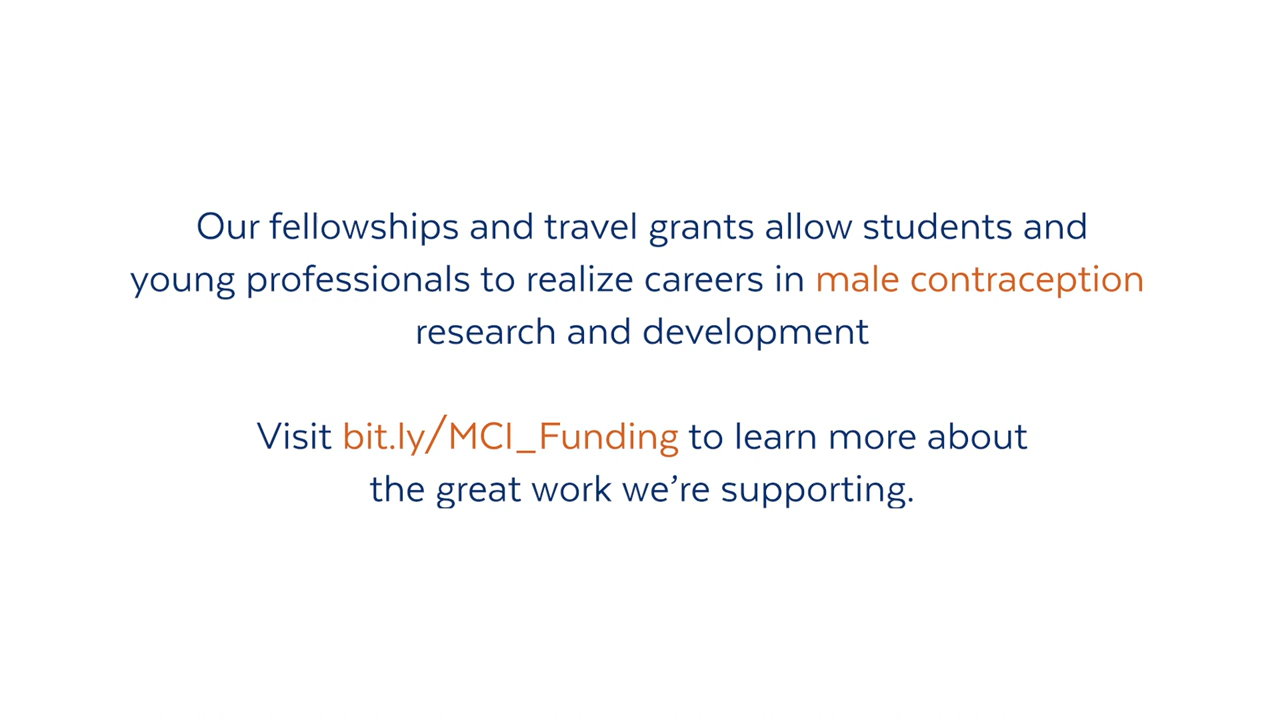 Our fellowships and travel grants allow students and
young professionals to realize careers in male contraception
research and development
Visit bit.ly/MCI_Funding to learn more about
the great work we’re supporting.